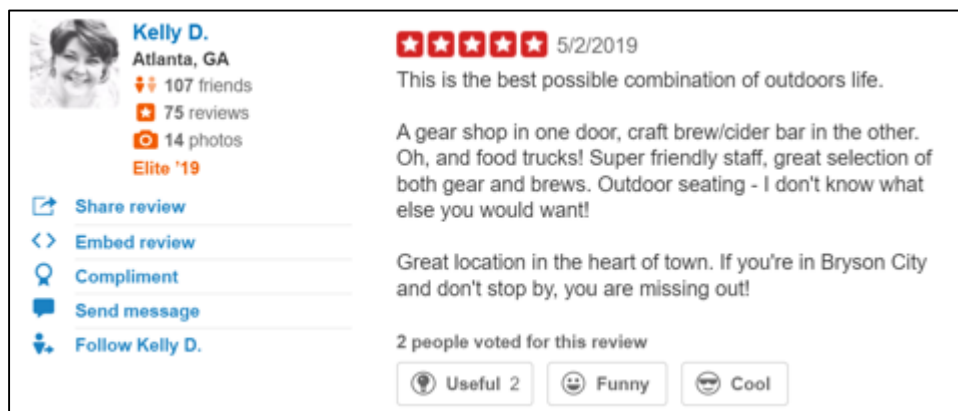 Kelly D.
Atlanta, GA
107 friends
75 reviews
14 photos
Elite '19
Share review
Embed review
Compliment
Send message
Follow Kelly D.
5/2/2019
This is the best possible combination of outdoors life.
A gear shop in one door, craft brew/cider bar in the other.
Oh, and food trucks! Super friendly staff, great selection of
both gear and brews. Outdoor seating - I don't know what
else you would want!
Great location in the heart of town. If you're in Bryson City
and don't stop by, you are missing out!
2 people voted for this review
Useful 2
Funny
Cool